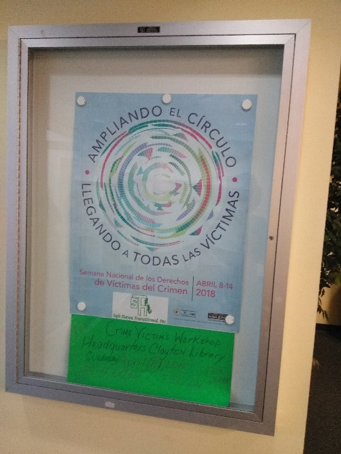 AMPLIANDO EL CÍRCULO
LLEGANDO A TODAS LAS VÍCTIMAS
Semana Nacional de los Derechos
de Víctimas del Crimen
ABRIL 8-14
2018
Crime Victims Workshop
Headquarters Clayton Library